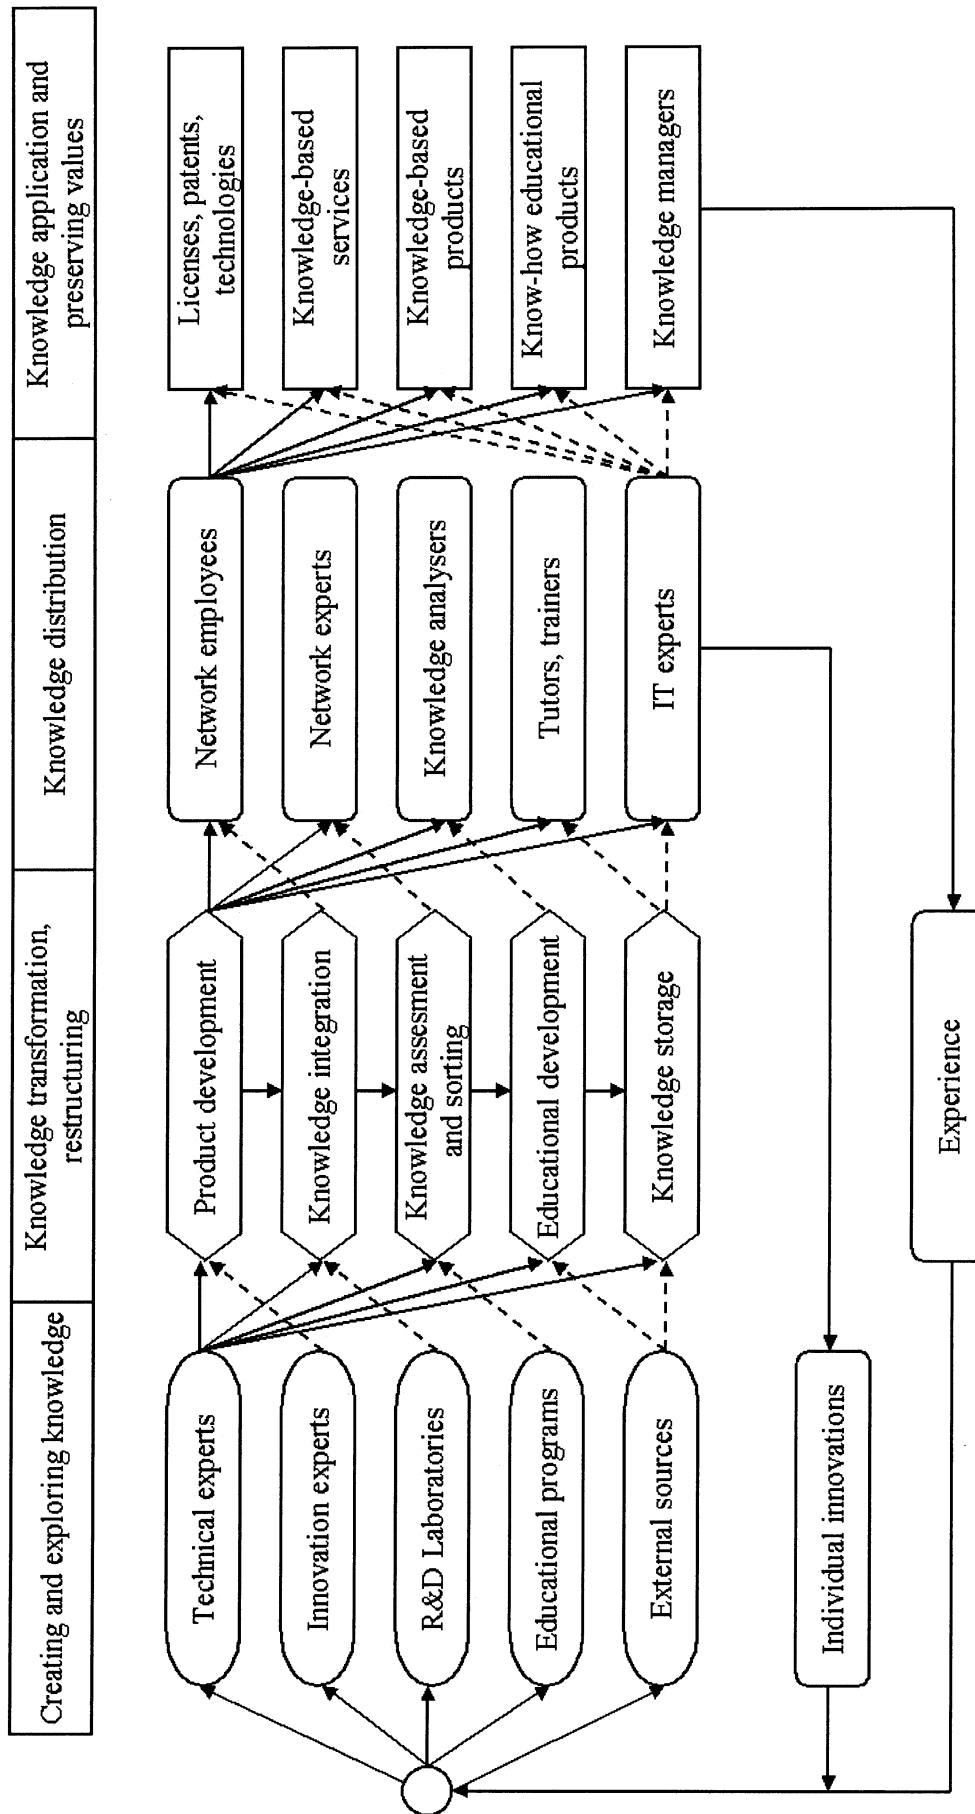 Creating and exploring knowledge
Knowledge transformation,
restructuring
Knowledge distribution
Knowledge application and
preserving values
Technical experts
Product development
Network employees
Licenses, patents,
technologies
Innovation experts
Knowledge integration
Network experts
Knowledge-based
services
R&D Laboratories
Knowledge assesment
and sorting
Knowledge analysers
Knowledge-based
products
Educational programs
Educational development
Tutors, trainers
Know-how educational
products
External sources
Knowledge storage
IT experts
Knowledge managers
Individual innovations
Experience